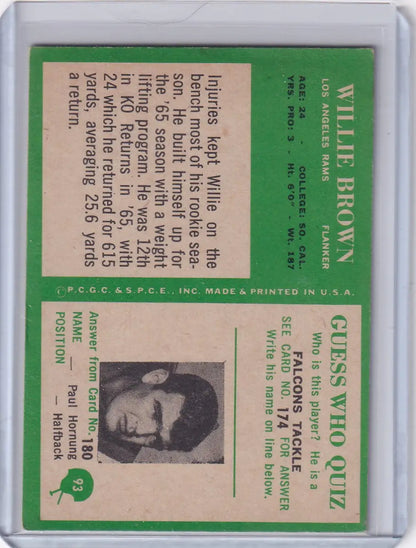 WILLIE BROWN
LOS ANGELES RAMS FLANKER
AGE: 24 - COLLEGE: SO. CAL.
YRS. PRO: 3 - Ht. 6'0" - Wt. 187
Injuries kept Willie on the
bench most of his rookie sea-
son. He built himself up for
the '65 season with a weight
lifting program. He was 12th
in KO Returns in '65, with
24 which he returned for 615
yards, averaging 25.6 yards
a return.
©P.C.G.C. & S.P.C.E., INC. MADE & PRINTED IN U.S.A.
GUESS WHO QUIZ
Who is this player? He is a
FALCONS TACKLE
SEE CARD NO. 174 FOR ANSWER
Write his name on line below
Answer from Card No. 180
NAME — Paul Hornung
POSITION — Halfback
93